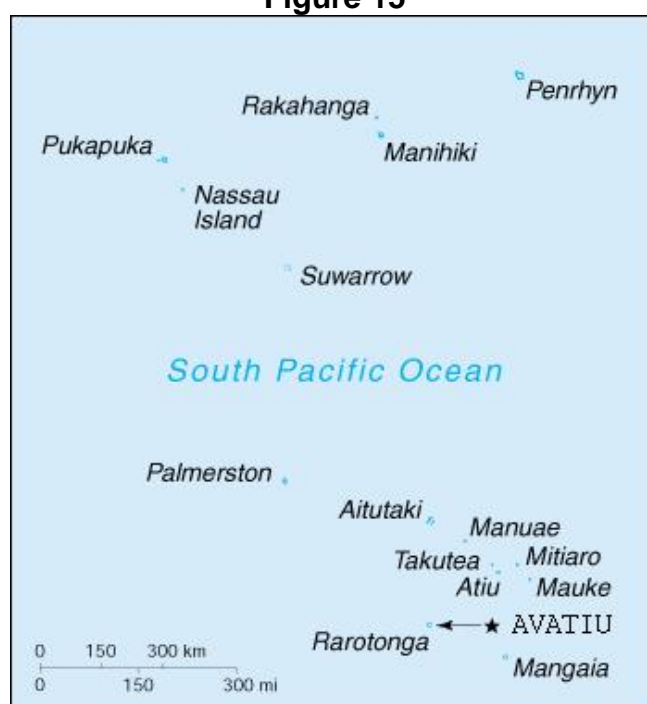 Figure 15
Penrhyn
Rakahanga
Manihiki
Pukapuka
Nassau
Island
Suwarrow
South Pacific Ocean
Palmerston
Aitutaki
Manuae
Takutea
Mitiaro
Atiu
Mauke
AVATIU
Rarotonga
Mangaia
0 150 300 km
0 150 300 mi